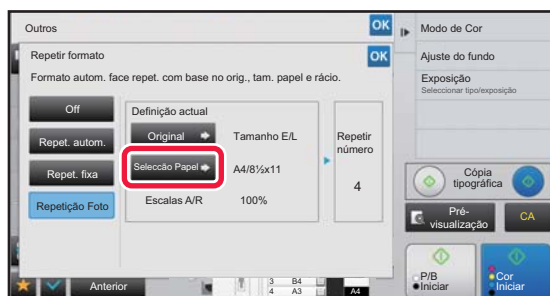 Outros
OK
Repetir formato
OK
Formato autom. face repet. com base no orig., tam. papel e rácio.
Off
Repet. autom.
Repet. fixa
Repetição Foto
Definição actual
Original
Tamanho E/L
Selecção Papel
A4/8½x11
Escalas A/R
100%
Repetir
número
4
Anterior
3 B4
4 A3
A4
Modo de Cor
Ajuste do fundo
Exposição
Seleccionar tipo/exposição
Cópia
tipográfica
Pré-
visualização
CA
P/B
Iniciar
Cor
Iniciar